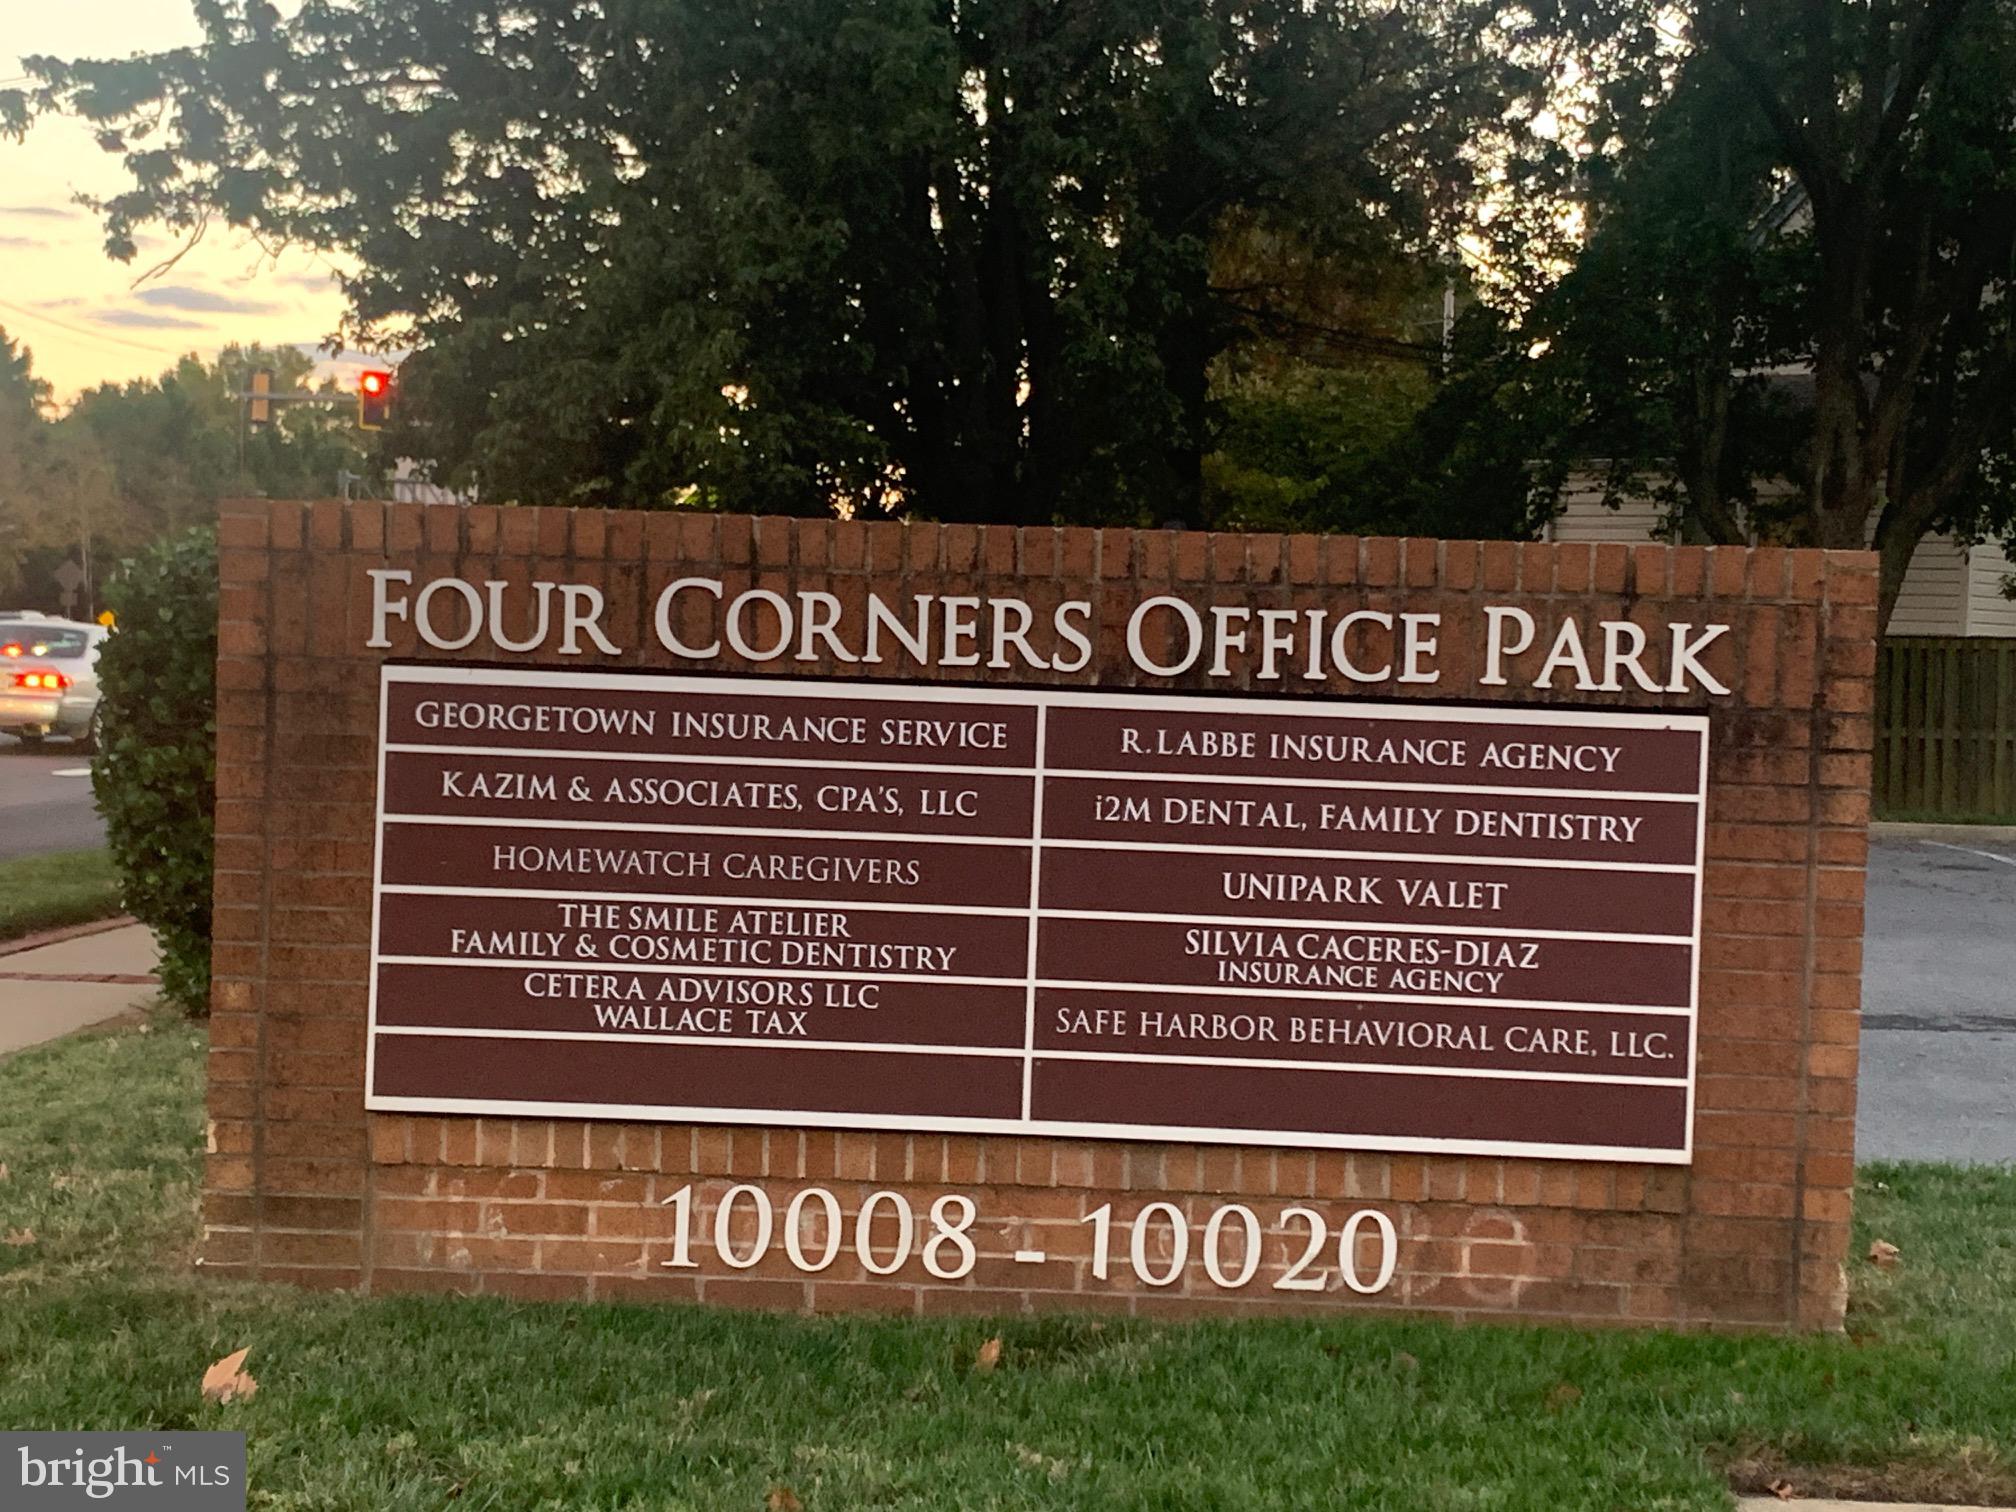 FOUR CORNERS OFFICE PARK
GEORGETOWN INSURANCE SERVICE
KAZIM & ASSOCIATES, CPA'S, LLC
HOMEWATCH CAREGIVERS
THE SMILE ATELIER
FAMILY & COSMETIC DENTISTRY
CETERA ADVISORS LLC
WALLACE TAX
R. LABBE INSURANCE AGENCY
i2M DENTAL, FAMILY DENTISTRY
UNIPARK VALET
SILVIA CACERES-DIAZ
INSURANCE AGENCY
SAFE HARBOR BEHAVIORAL CARE, LLC.
10008 - 10020
bright™ MLS